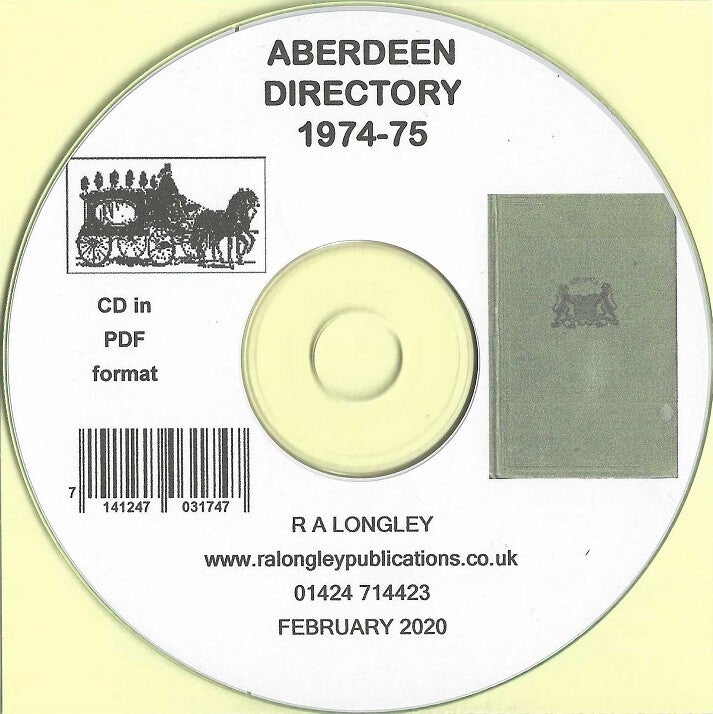 ABERDEEN
DIRECTORY
1974-75
CD in
PDF
format
7 141247 031747
R A LONGLEY
www.ralongleypublications.co.uk
01424 714423
FEBRUARY 2020